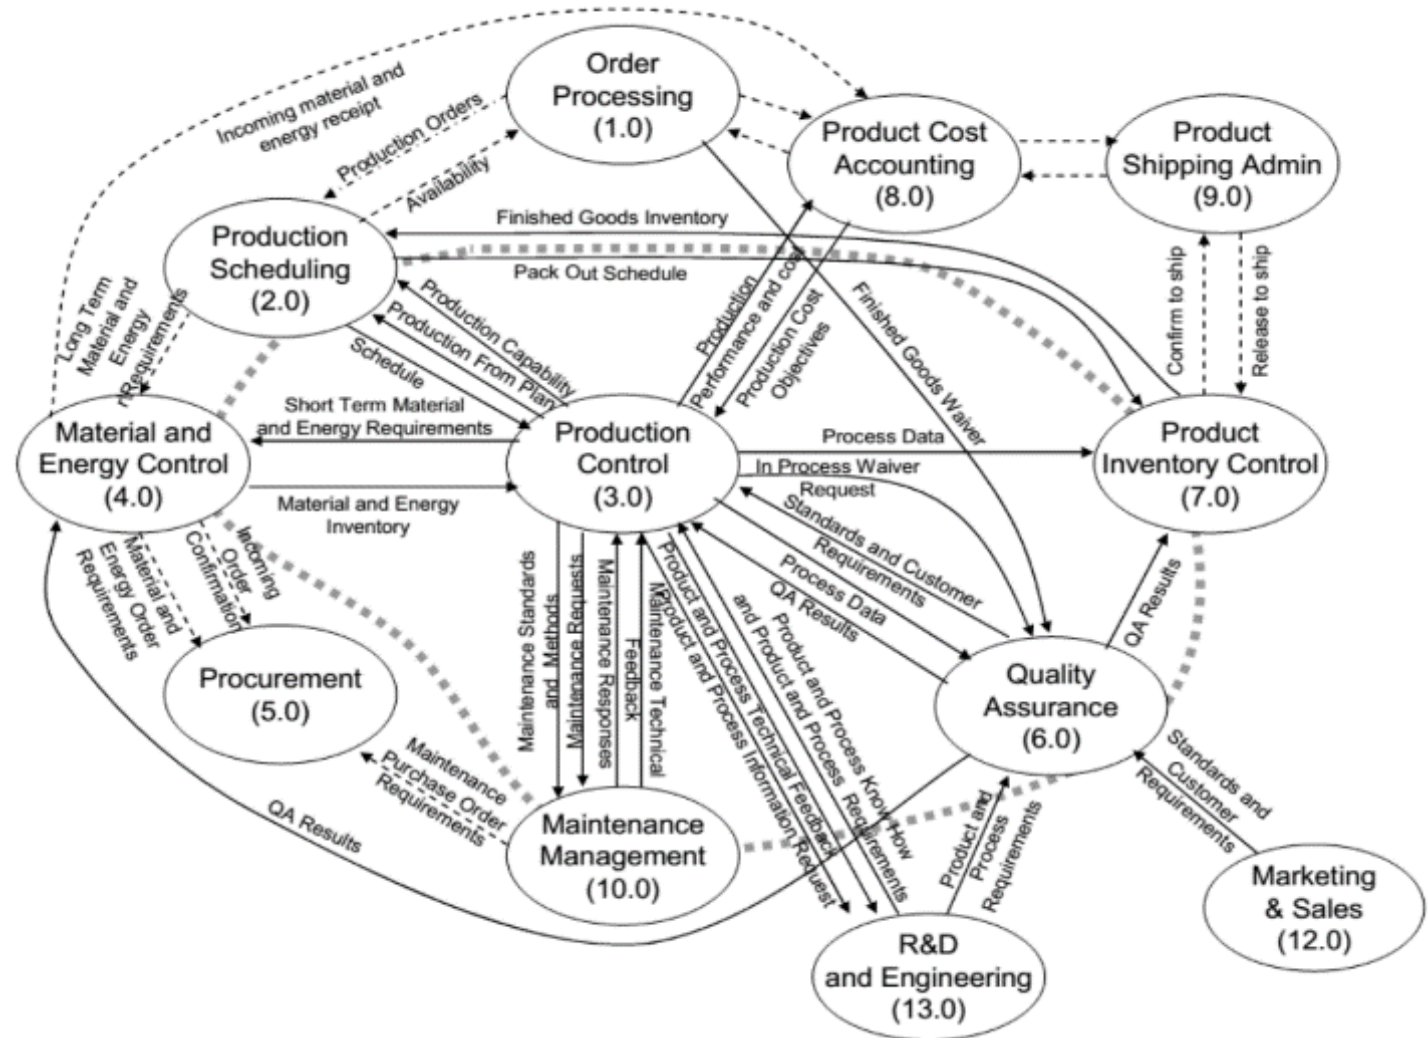 Order
Processing
(1.0)
Incoming material and
energy receipt
Production Orders
Availability
Product Cost
Accounting
(8.0)
Product
Shipping Admin
(9.0)
Production
Scheduling
(2.0)
Finished Goods Inventory
Pack Out Schedule
Confirm to ship
Release to ship
Long Term
Material and
Energy
Requirements
Production Capability
Production From Plan
Schedule
Production
Performance and cost
Production Cost
Objectives
Finished Goods Waiver
Short Term Material
and Energy Requirements
Material and
Energy Control
(4.0)
Production
Control
(3.0)
Process Data
Product
Inventory Control
(7.0)
In Process Waiver
Request
Material and Energy
Inventory
Standards and Customer
Requirements
Process Data
QA Results
QA Results
Incoming
Order
Confirmation
Material and
Energy Order
Requirements
Maintenance Standards
and Methods
Maintenance Requests
Maintenance Responses
Maintenance Technical
Feedback
Product and Process Technical Feedback
Product and Process Information Request
Product and Process Know How
and Product and Process Requirements
Procurement
(5.0)
Quality
Assurance
(6.0)
Maintenance
Purchase Order
Requirements
QA Results
Maintenance
Management
(10.0)
Product and
Process
Requirements
Standards and
Customer
Requirements
Marketing
& Sales
(12.0)
R&D
and Engineering
(13.0)